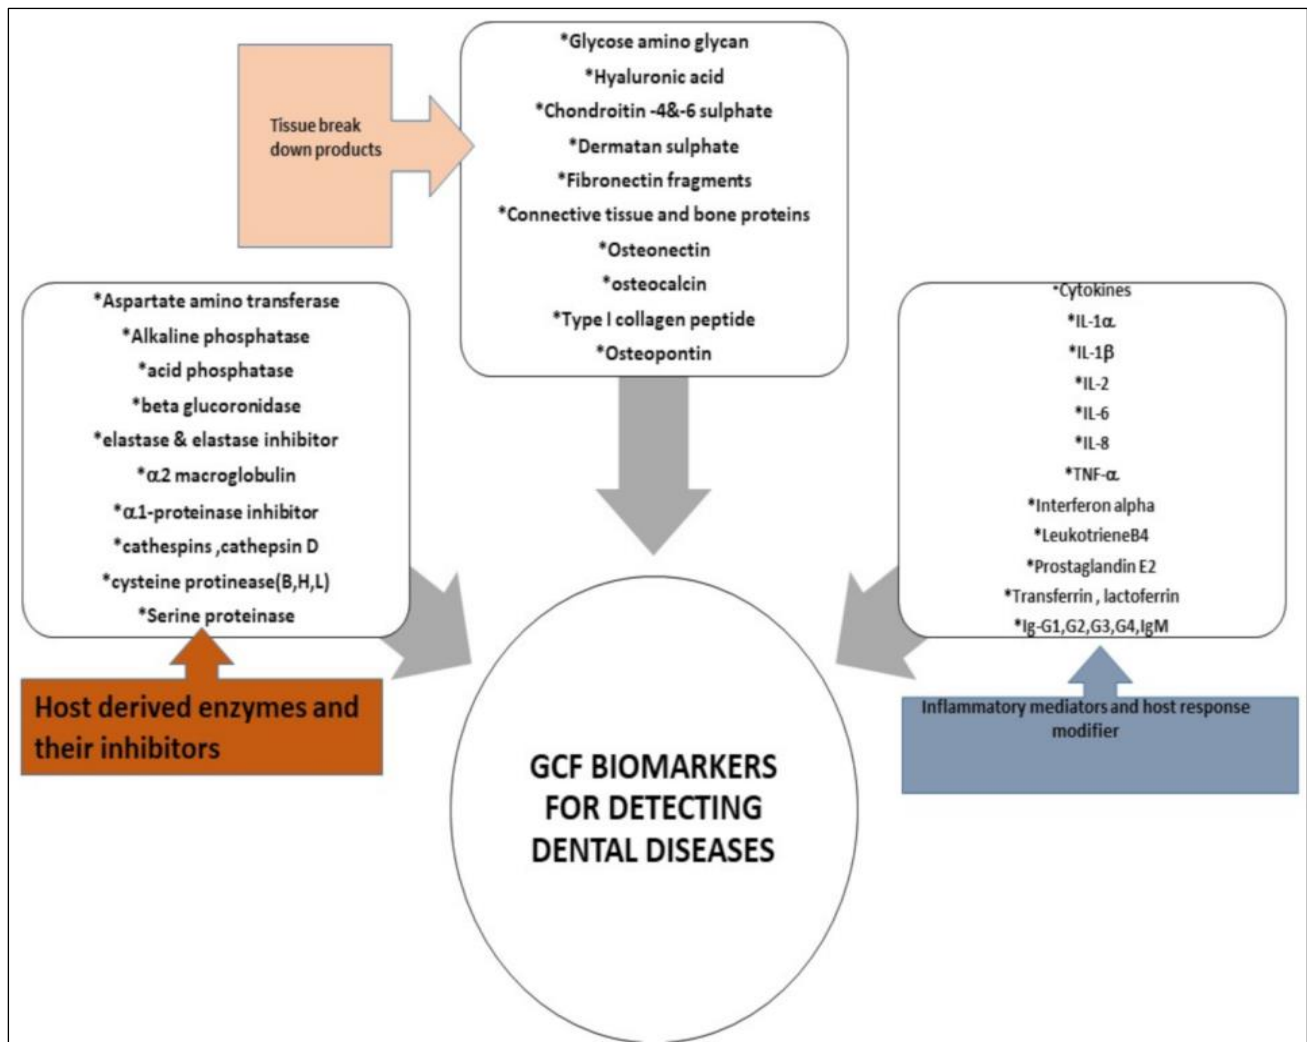 *Glycose amino glycan
*Hyaluronic acid
*Chondroitin -4&-6 sulphate
*Dermatan sulphate
*Fibronectin fragments
*Connective tissue and bone proteins
*Osteonectin
*osteocalcin
*Type I collagen peptide
*Osteopontin
Tissue break
down products
*Aspartate amino transferase
*Alkaline phosphatase
*acid phosphatase
*beta glucoronidase
*elastase & elastase inhibitor
*α2 macroglobulin
*α1-proteinase inhibitor
*cathespins ,cathepsin D
*cysteine protinease(B,H,L)
*Serine proteinase
Host derived enzymes and
their inhibitors
*Cytokines
*IL-1α
*IL-1β
*IL-2
*IL-6
*IL-8
*TNF-α
*Interferon alpha
*LeukotrieneB4
*Prostaglandin E2
*Transferrin , lactoferrin
*Ig-G1,G2,G3,G4,IgM
Inflammatory mediators and host response
modifier
GCF BIOMARKERS
FOR DETECTING
DENTAL DISEASES